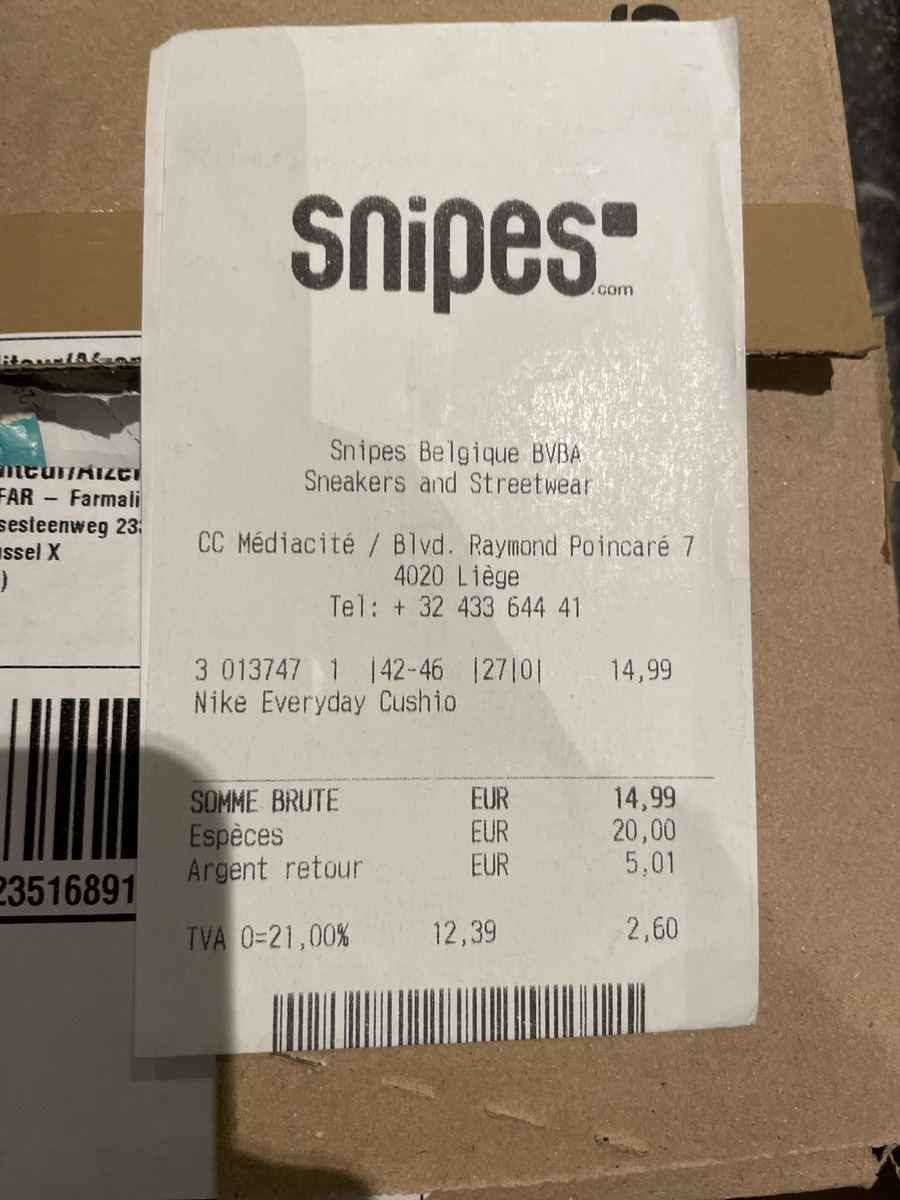 snipes
.com
Snipes Belgique BVBA
Sneakers and Streetwear
CC Médiacité / Blvd. Raymond Poincaré 7
4020 Liège
Tel: + 32 433 644 41
3 013747 1 |42-46 |27|0| 14,99
Nike Everyday Cushio
SOMME BRUTE EUR 14,99
Espèces EUR 20,00
Argent retour EUR 5,01
TVA 0=21,00% 12,39 2,60
FAR – Farmali
sesteenweg 23
ssel X
)
23516891